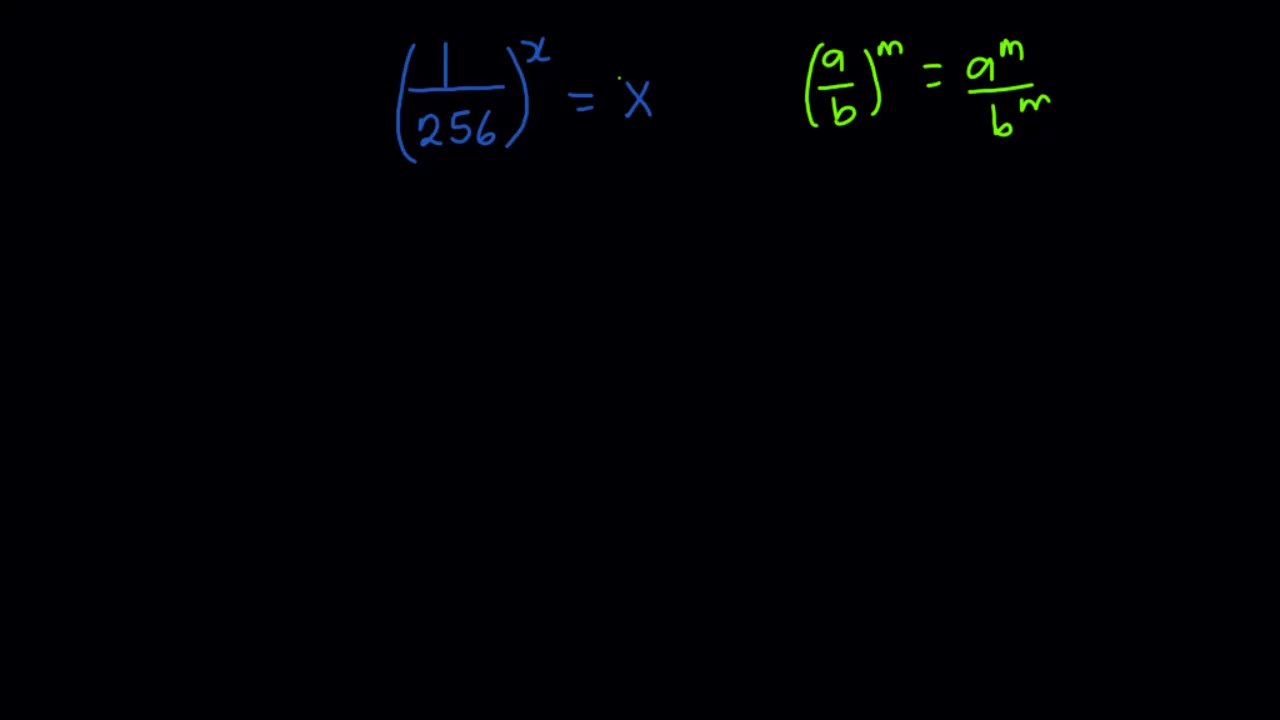 (1/256)^x = x
(a/b)^m = a^m/b^m